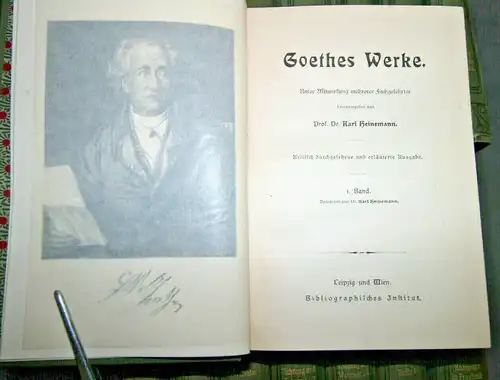 Goethes Werke.
Unter Mitwirkung mehrerer Fachgelehrter
herausgegeben von
Prof. Dr. Karl Heinemann.
Kritisch durchgesehene und erläuterte Ausgabe.
1. Band.
Bearbeitet von Dr. Karl Heinemann.
Leipzig und Wien.
Bibliographisches Institut.